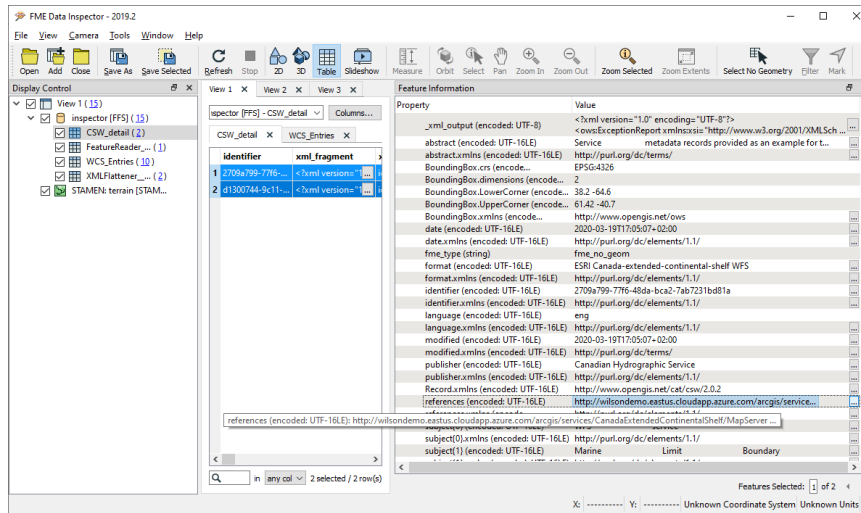 FME Data Inspector - 2019.2
File View Camera Tools Window Help
Open Add Close Save As Save Selected Refresh Stop 2D 3D Table Slideshow Measure Orbit Select Pan Zoom In Zoom Out Zoom Selected Zoom Extents Select No Geometry Filter Mark
Display Control
View 1 (15)
inspector [FFS] (15)
CSW_detail (2)
FeatureReader_... (1)
WCS_Entries (10)
XMLFlattener__... (2)
STAMEN: terrain [STAM...
View 1 View 2 View 3
nspector [FFS] - CSW_detail Columns...
CSW_detail WCS_Entries
identifier xml_fragment
1 2709a799-77f6-... <?xml version="1 ...
2 d1300744-9c11-... <?xml version="1 ...
in any col 2 selected / 2 row(s)
Feature Information
Property Value
_xml_output (encoded: UTF-8) <?xml version="1.0" encoding="UTF-8"?>
<ows:ExceptionReport xmlns:xsi="http://www.w3.org/2001/XMLSch ...
abstract (encoded: UTF-16LE) Service metadata records provided as an example for t...
abstract.xmlns (encoded: UTF-16LE) http://purl.org/dc/terms/
BoundingBox.crs (encode... EPSG:4326
BoundingBox.dimensions (encode... 2
BoundingBox.LowerCorner (encode... 38.2 -64.6
BoundingBox.UpperCorner (encode... 61.42 -40.7
BoundingBox.xmlns (encode... http://www.opengis.net/ows
date (encoded: UTF-16LE) 2020-03-19T17:05:07+02:00
date.xmlns (encoded: UTF-16LE) http://purl.org/dc/elements/1.1/
fme_type (string) fme_no_geom
format (encoded: UTF-16LE) ESRI Canada-extended-continental-shelf WFS
format.xmlns (encoded: UTF-16LE) http://purl.org/dc/elements/1.1/
identifier (encoded: UTF-16LE) 2709a799-77f6-48da-bca2-7ab7231bd81a
identifier.xmlns (encoded: UTF-16LE) http://purl.org/dc/elements/1.1/
language (encoded: UTF-16LE) eng
language.xmlns (encoded: UTF-16LE) http://purl.org/dc/elements/1.1/
modified (encoded: UTF-16LE) 2020-03-19T17:05:07+02:00
modified.xmlns (encoded: UTF-16LE) http://purl.org/dc/terms/
publisher (encoded: UTF-16LE) Canadian Hydrographic Service
publisher.xmlns (encoded: UTF-16LE) http://purl.org/dc/elements/1.1/
Record.xmlns (encoded: UTF-16LE) http://www.opengis.net/cat/csw/2.0.2
references (encoded: UTF-16LE) http://wilsondemo.eastus.cloudapp.azure.com/arcgis/service...
references (encoded: UTF-16LE): http://wilsondemo.eastus.cloudapp.azure.com/arcgis/services/CanadaExtendedContinentalShelf/MapServer ...
subject(0).xmlns (encoded: UTF-16LE) http://purl.org/dc/elements/1.1/
subject(1) (encoded: UTF-16LE) Marine Limit Boundary
Features Selected: 1 of 2
X: ---------- Y: ---------- Unknown Coordinate System Unknown Units